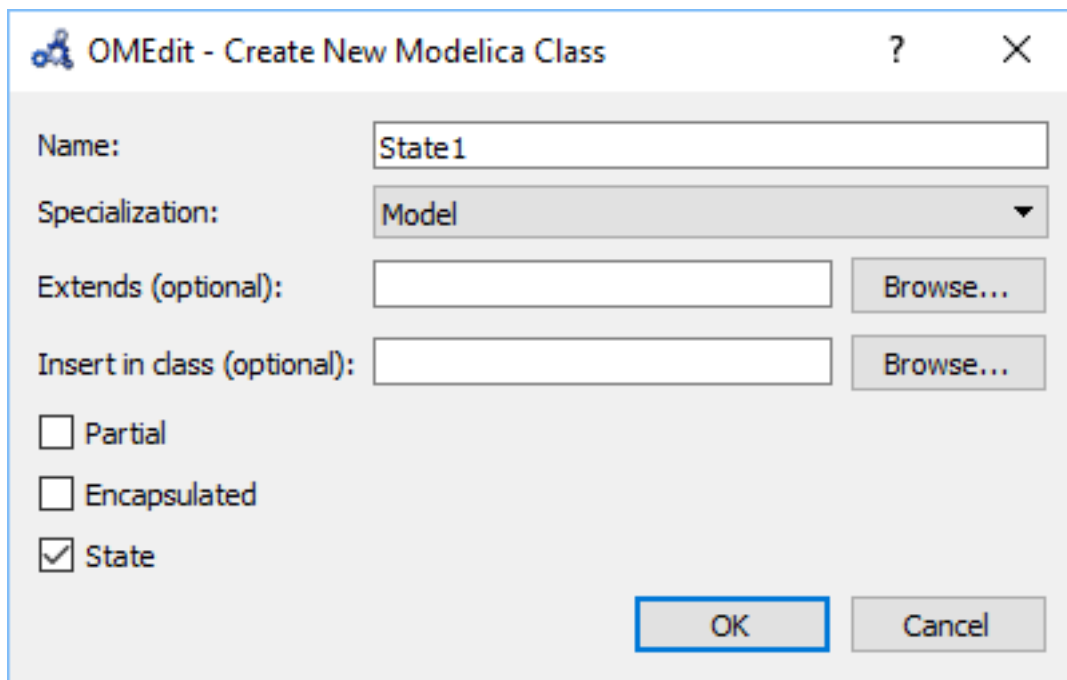 OMEdit - Create New Modelica Class ?
Name: State1
Specialization: Model
Extends (optional): Browse...
Insert in class (optional): Browse...
Partial
Encapsulated
State
OK Cancel